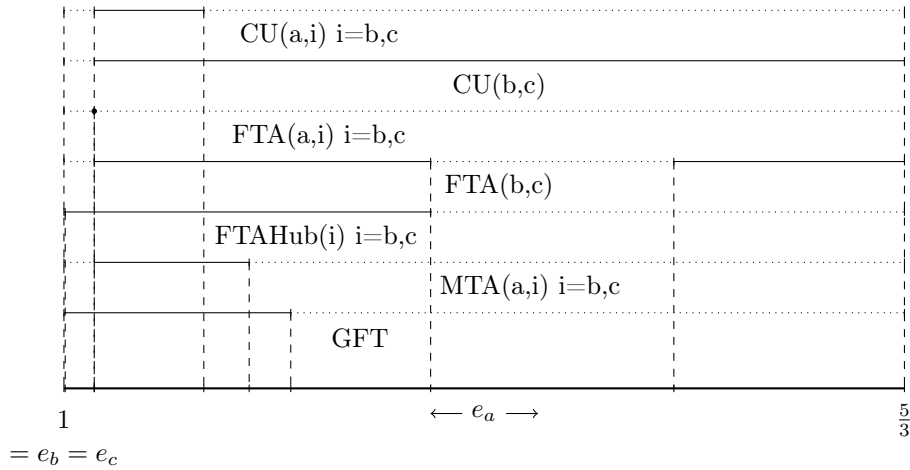 CU(a,i) i=b,c
CU(b,c)
FTA(a,i) i=b,c
FTA(b,c)
FTAHub(i) i=b,c
MTA(a,i) i=b,c
GFT
1 ← e_a → 5/3
= e_b = e_c